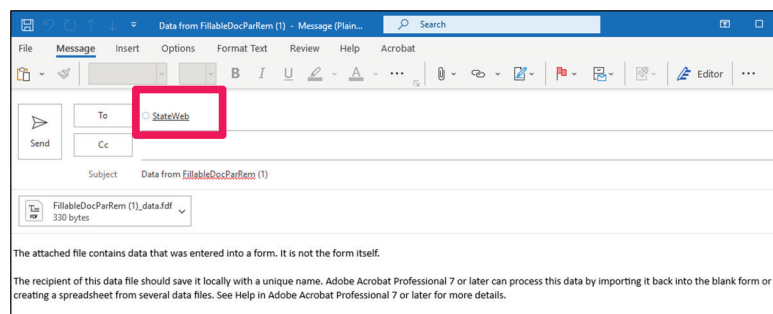 Data from FillableDocParRem (1) - Message (Plain... Search
File Message Insert Options Format Text Review Help Acrobat
B I U A ... Editor ...
To StateWeb
Send Cc
Subject Data from FillableDocParRem (1)
FillableDocParRem (1)_data.fdf
330 bytes
The attached file contains data that was entered into a form. It is not the form itself.
The recipient of this data file should save it locally with a unique name. Adobe Acrobat Professional 7 or later can process this data by importing it back into the blank form or
creating a spreadsheet from several data files. See Help in Adobe Acrobat Professional 7 or later for more details.